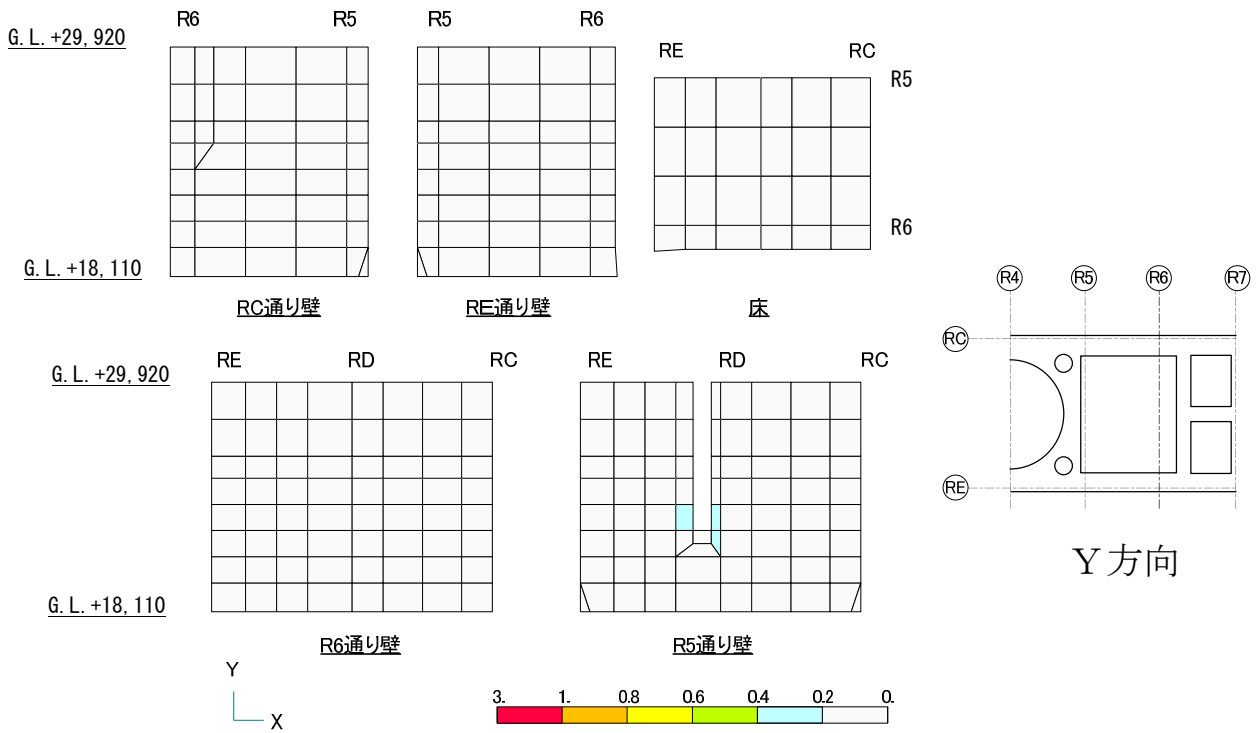 R6 R5 R5 R6
G.L.+29,920
RE RC
R5
R6
G.L.+18,110
RC通り壁 RE通り壁 床
R4 R5 R6 R7
RC
RE
Y方向
RE RD RC RE RD RC
G.L.+29,920
G.L.+18,110
R6通り壁 R5通り壁
Y
X
3. 1. 0.8 0.6 0.4 0.2 0.